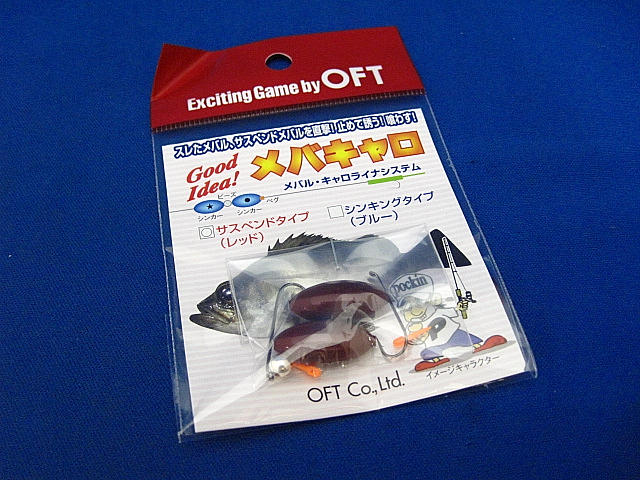 Exciting Game by OFT
スレたメバル、サスペンドメバルを直撃!止めて誘う!喰わす!
Good Idea!
メバキャロ
メバル・キャロライナシステム
ビーズ
シンカー
シンカー
ペグ
サスペンドタイプ
(レッド)
シンキングタイプ
(ブルー)
pockin
OFT Co.,Ltd.
イメージキャラクター